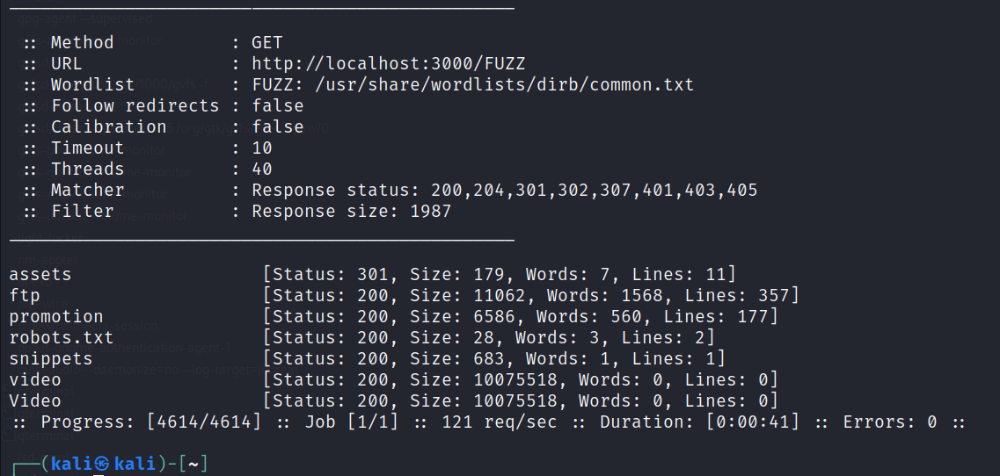 :: Method : GET
:: URL : http://localhost:3000/FUZZ
:: Wordlist : FUZZ: /usr/share/wordlists/dirb/common.txt
:: Follow redirects : false
:: Calibration : false
:: Timeout : 10
:: Threads : 40
:: Matcher : Response status: 200,204,301,302,307,401,403,405
:: Filter : Response size: 1987
assets [Status: 301, Size: 179, Words: 7, Lines: 11]
ftp [Status: 200, Size: 11062, Words: 1568, Lines: 357]
promotion [Status: 200, Size: 6586, Words: 560, Lines: 177]
robots.txt [Status: 200, Size: 28, Words: 3, Lines: 2]
snippets [Status: 200, Size: 683, Words: 1, Lines: 1]
video [Status: 200, Size: 10075518, Words: 0, Lines: 0]
Video [Status: 200, Size: 10075518, Words: 0, Lines: 0]
:: Progress: [4614/4614] :: Job [1/1] :: 121 req/sec :: Duration: [0:00:41] :: Errors: 0 ::
┌──(kali㉿kali)-[~]